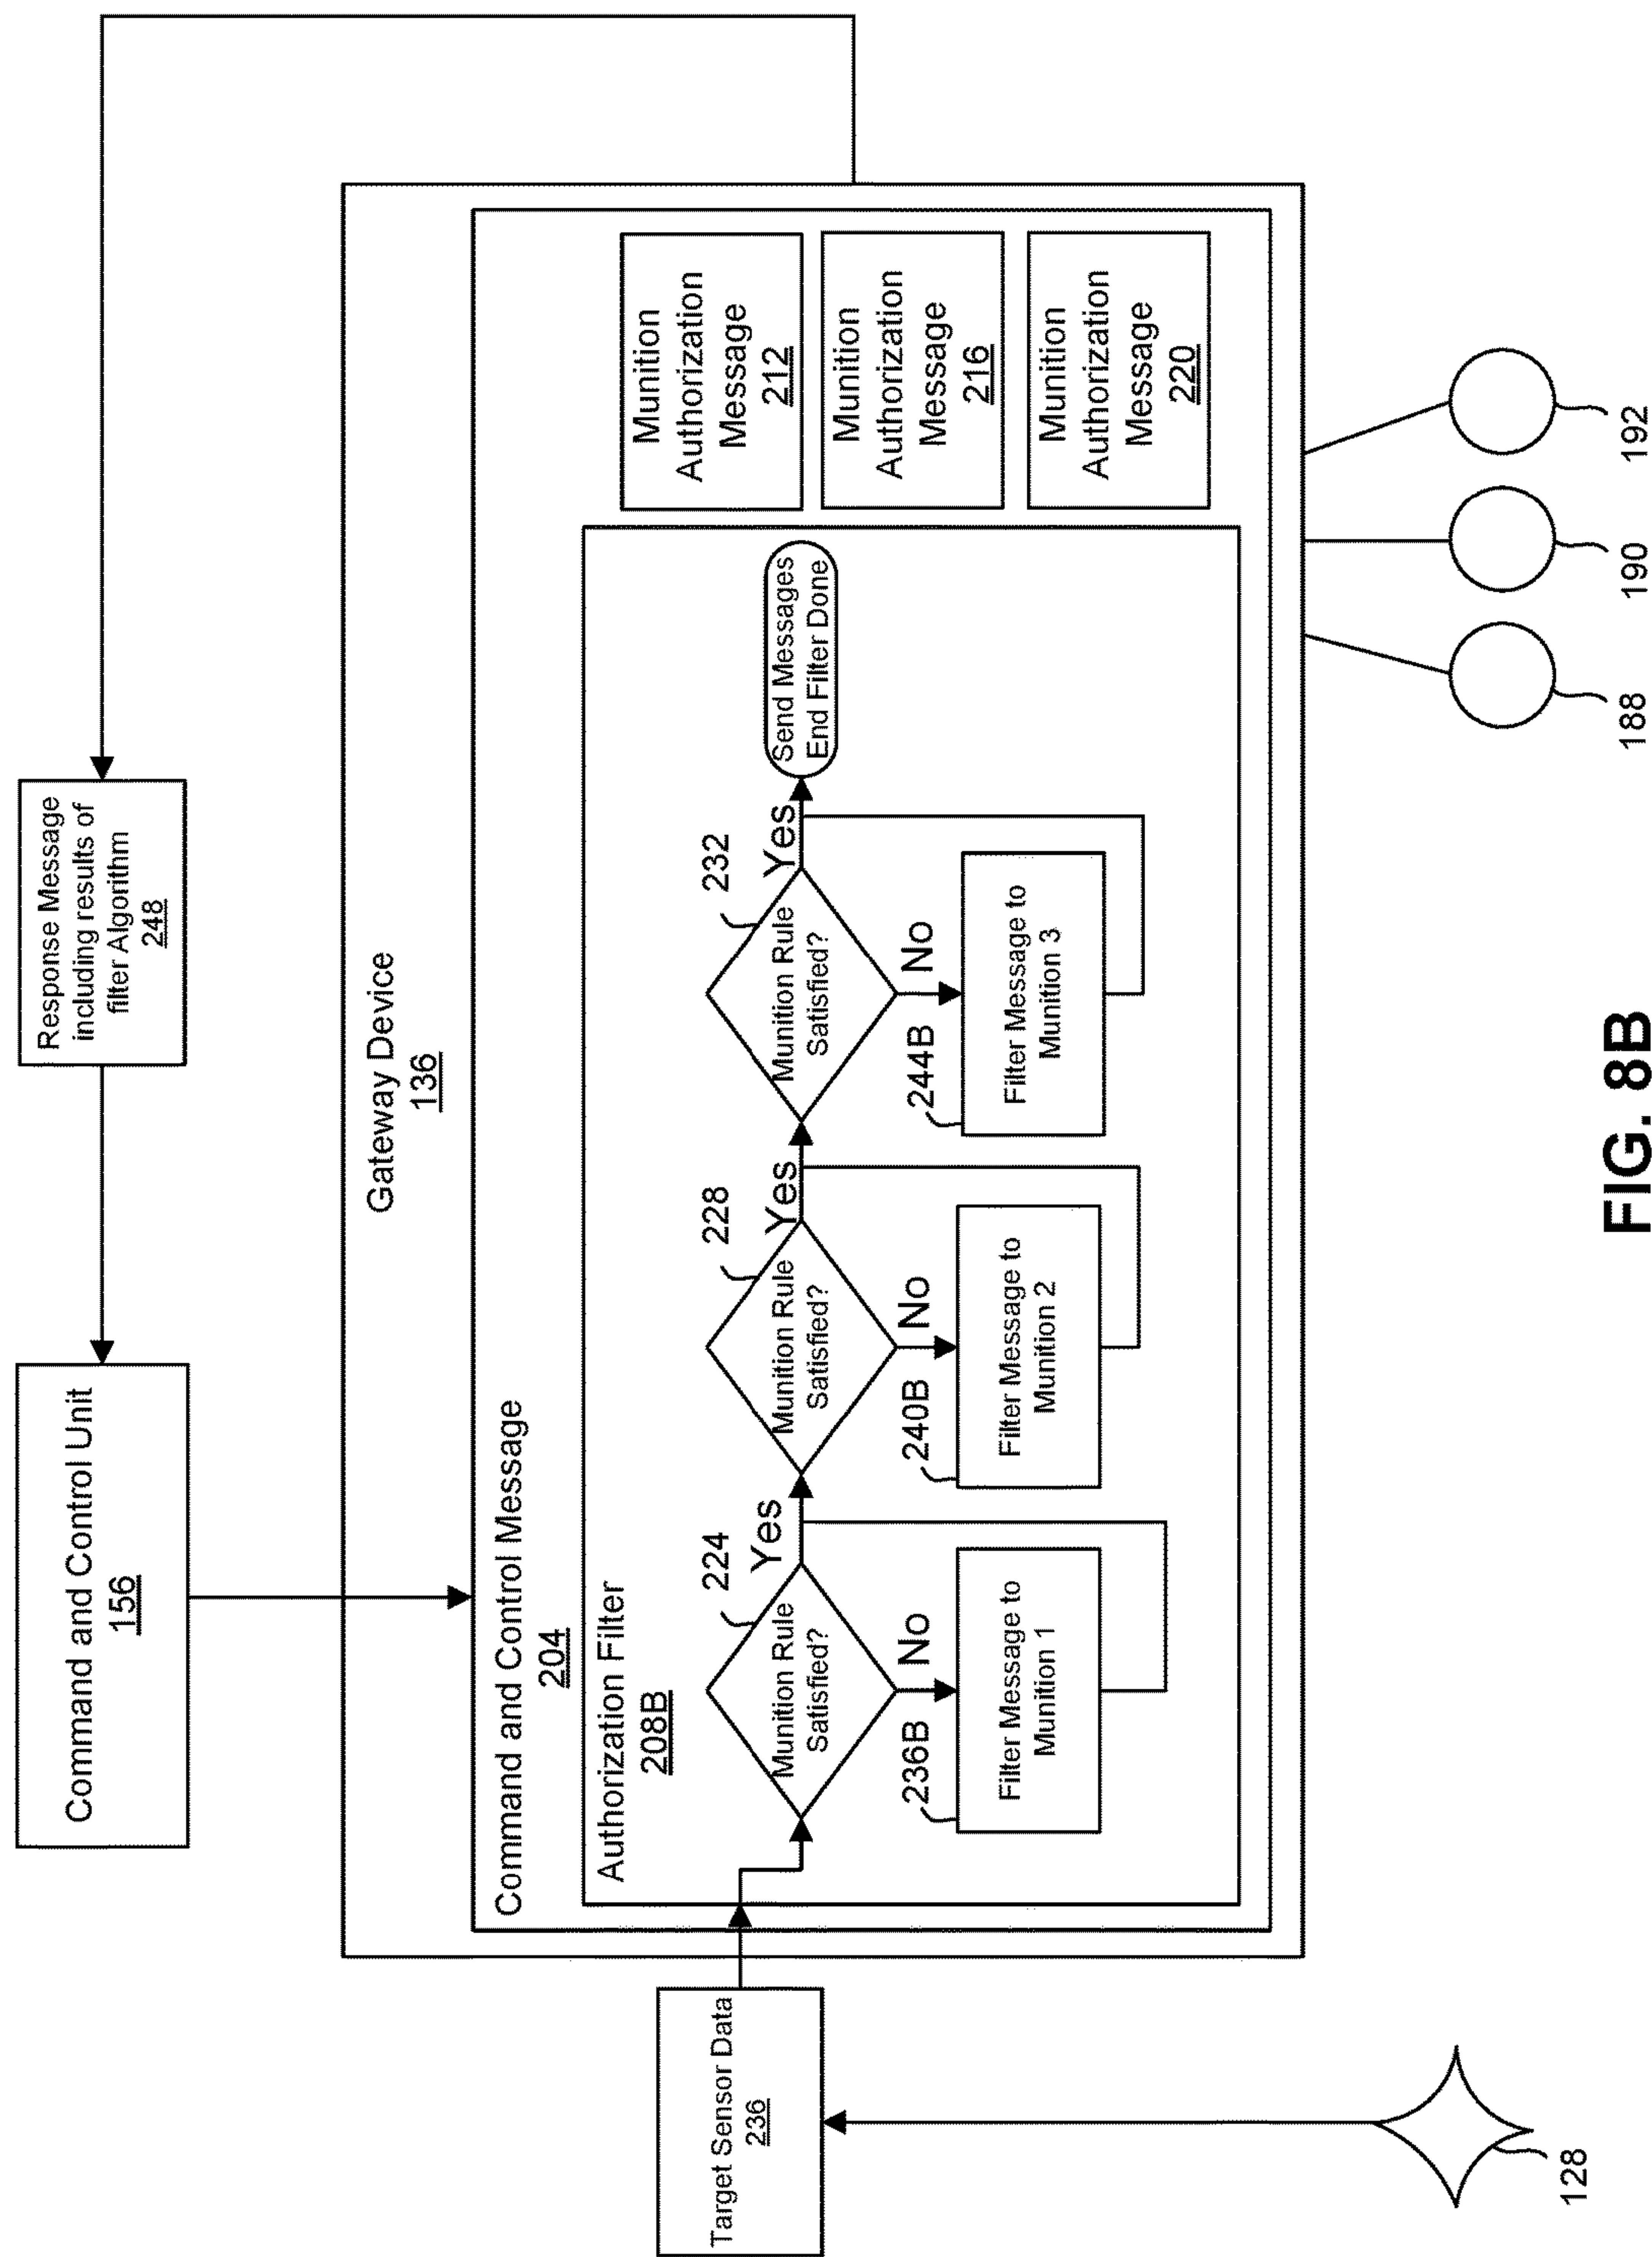 Command and Control Unit
156
Response Message
including results of
filter Algorithm
248
Gateway Device
136
Command and Control Message
204
Authorization Filter
208B
Target Sensor Data
236
224
Munition Rule
Satisfied?
Yes
No
236B
Filter Message to
Munition 1
228
Munition Rule
Satisfied?
Yes
No
240B
Filter Message to
Munition 2
232
Munition Rule
Satisfied?
Yes
No
244B
Filter Message to
Munition 3
Send Messages
End Filter Done
Munition
Authorization
Message
212
Munition
Authorization
Message
216
Munition
Authorization
Message
220
128
188
190
192
FIG. 8B